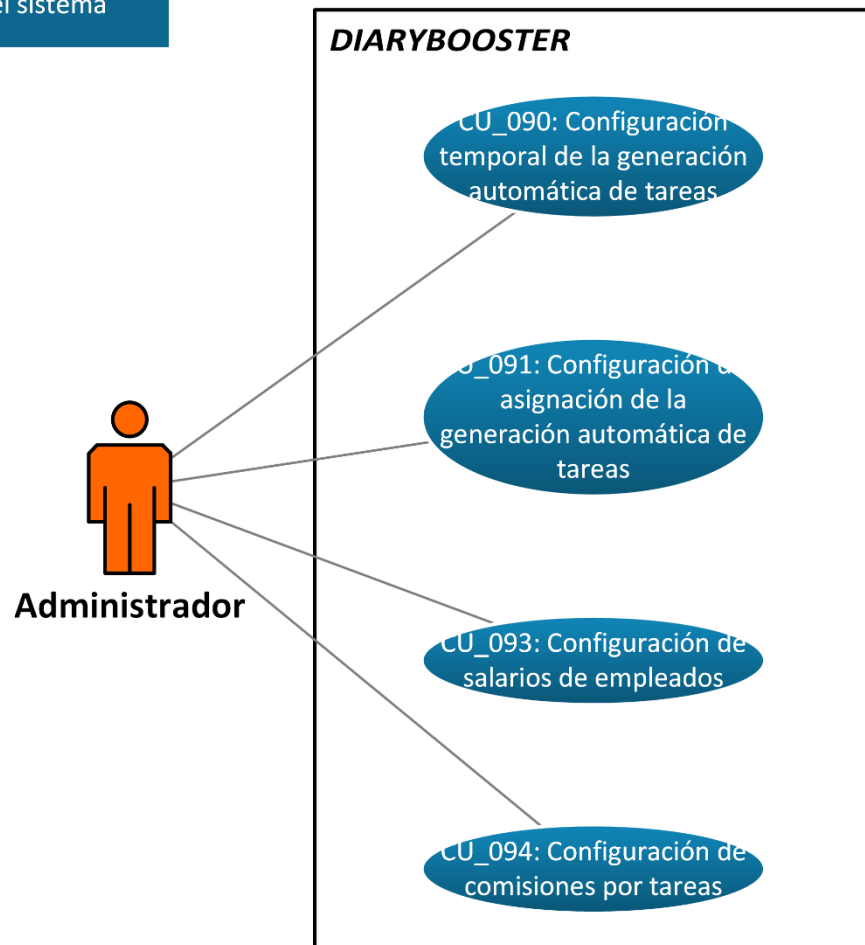 el sistema
DIARYBOOSTER
CU_090: Configuración
temporal de la generación
automática de tareas
U_091: Configuración d
asignación de la
generación automática de
tareas
Administrador
CU_093: Configuración de
salarios de empleados
CU_094: Configuración de
comisiones por tareas